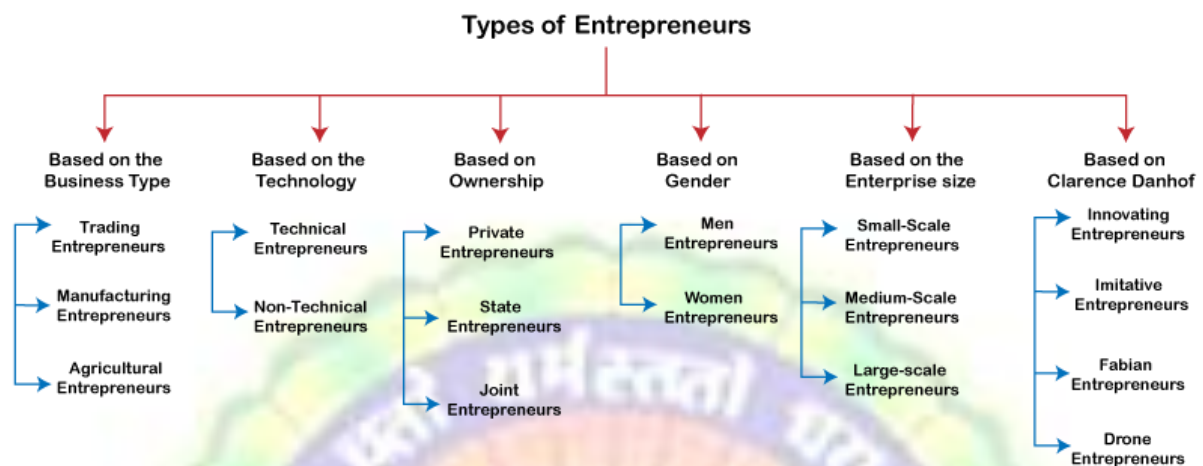 Types of Entrepreneurs
Based on the
Business Type
Trading
Entrepreneurs
Manufacturing
Entrepreneurs
Agricultural
Entrepreneurs
Based on the
Technology
Technical
Entrepreneurs
Non-Technical
Entrepreneurs
Based on
Ownership
Private
Entrepreneurs
State
Entrepreneurs
Joint
Entrepreneurs
Based on
Gender
Men
Entrepreneurs
Women
Entrepreneurs
Based on the
Enterprise size
Small-Scale
Entrepreneurs
Medium-Scale
Entrepreneurs
Large-scale
Entrepreneurs
Based on
Clarence Danhof
Innovating
Entrepreneurs
Imitative
Entrepreneurs
Fabian
Entrepreneurs
Drone
Entrepreneurs